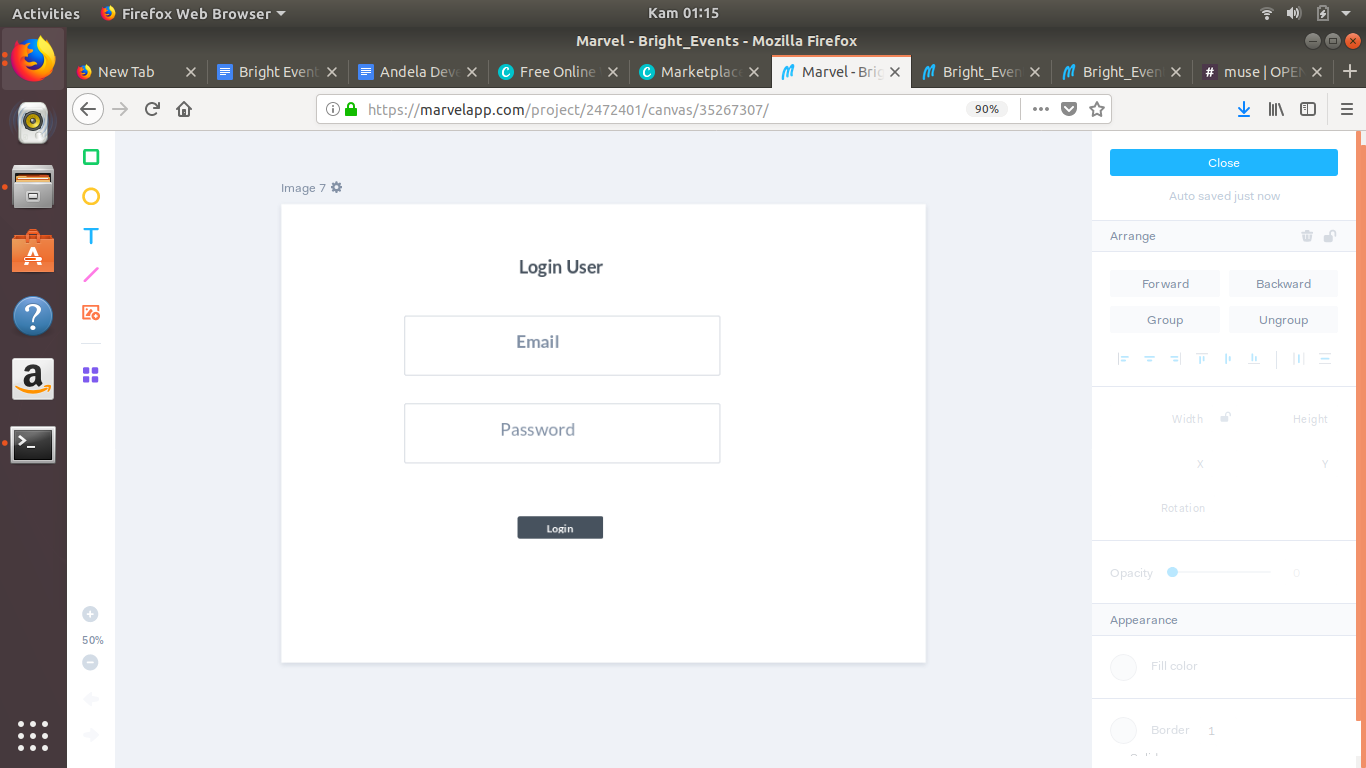 Activities
Firefox Web Browser
Kam 01:15
Marvel - Bright_Events - Mozilla Firefox
New Tab
Bright Event
Andela Deve
Free Online
Marketplace
Marvel - Brig
Bright_Even
Bright_Even
muse | OPEN
https://marvelapp.com/project/2472401/canvas/35267307/
90%
Image 7
Login User
Email
Password
Login
50%
Close
Auto saved just now
Arrange
Forward Backward
Group Ungroup
Width Height
X Y
Rotation
Opacity 0
Appearance
Fill color
Border 1